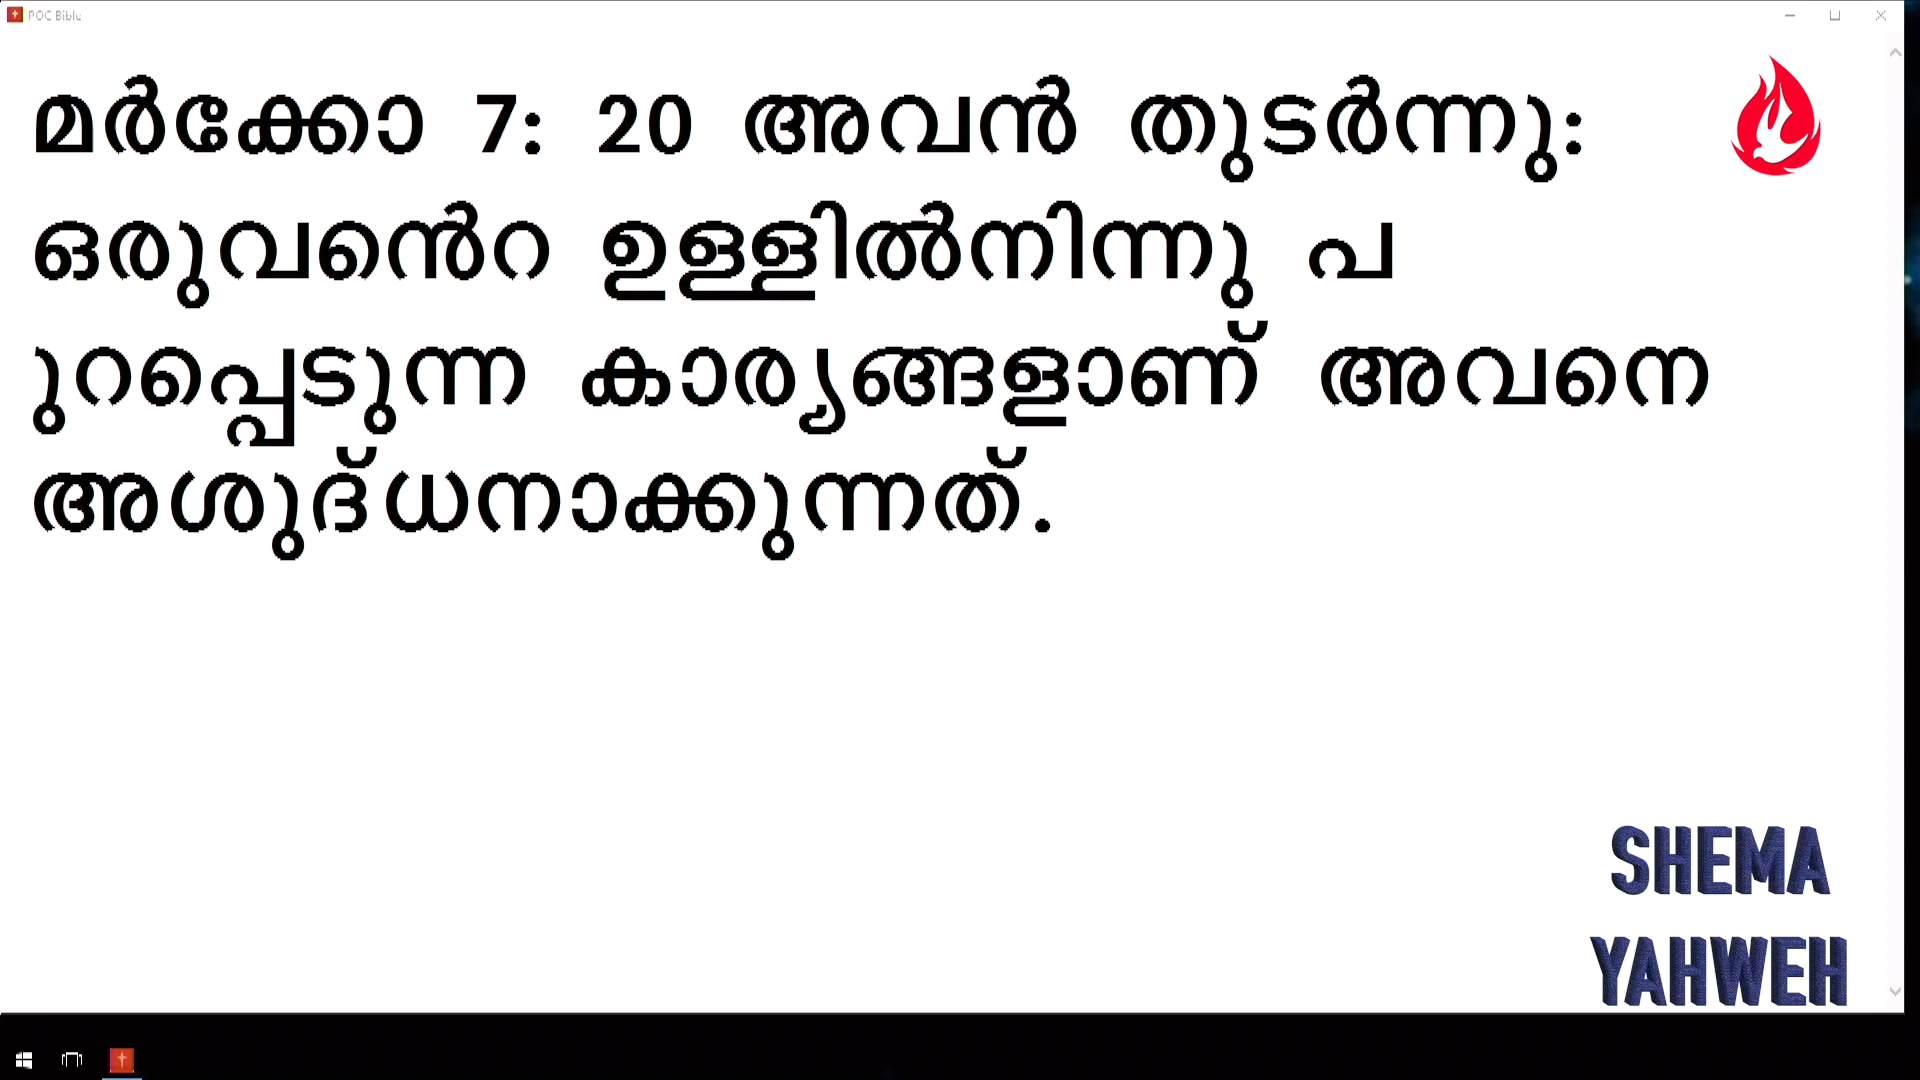 POC Bible
മർക്കോ 7: 20 അവൻ തുടർന്നു:
ഒരുവൻെറ ഉള്ളിൽനിന്നു പ
ുറപ്പെടുന്ന കാര്യങ്ങളാണ് അവനെ
അശുദ്‌ധനാക്കുന്നത്.
SHEMA
YAHWEH